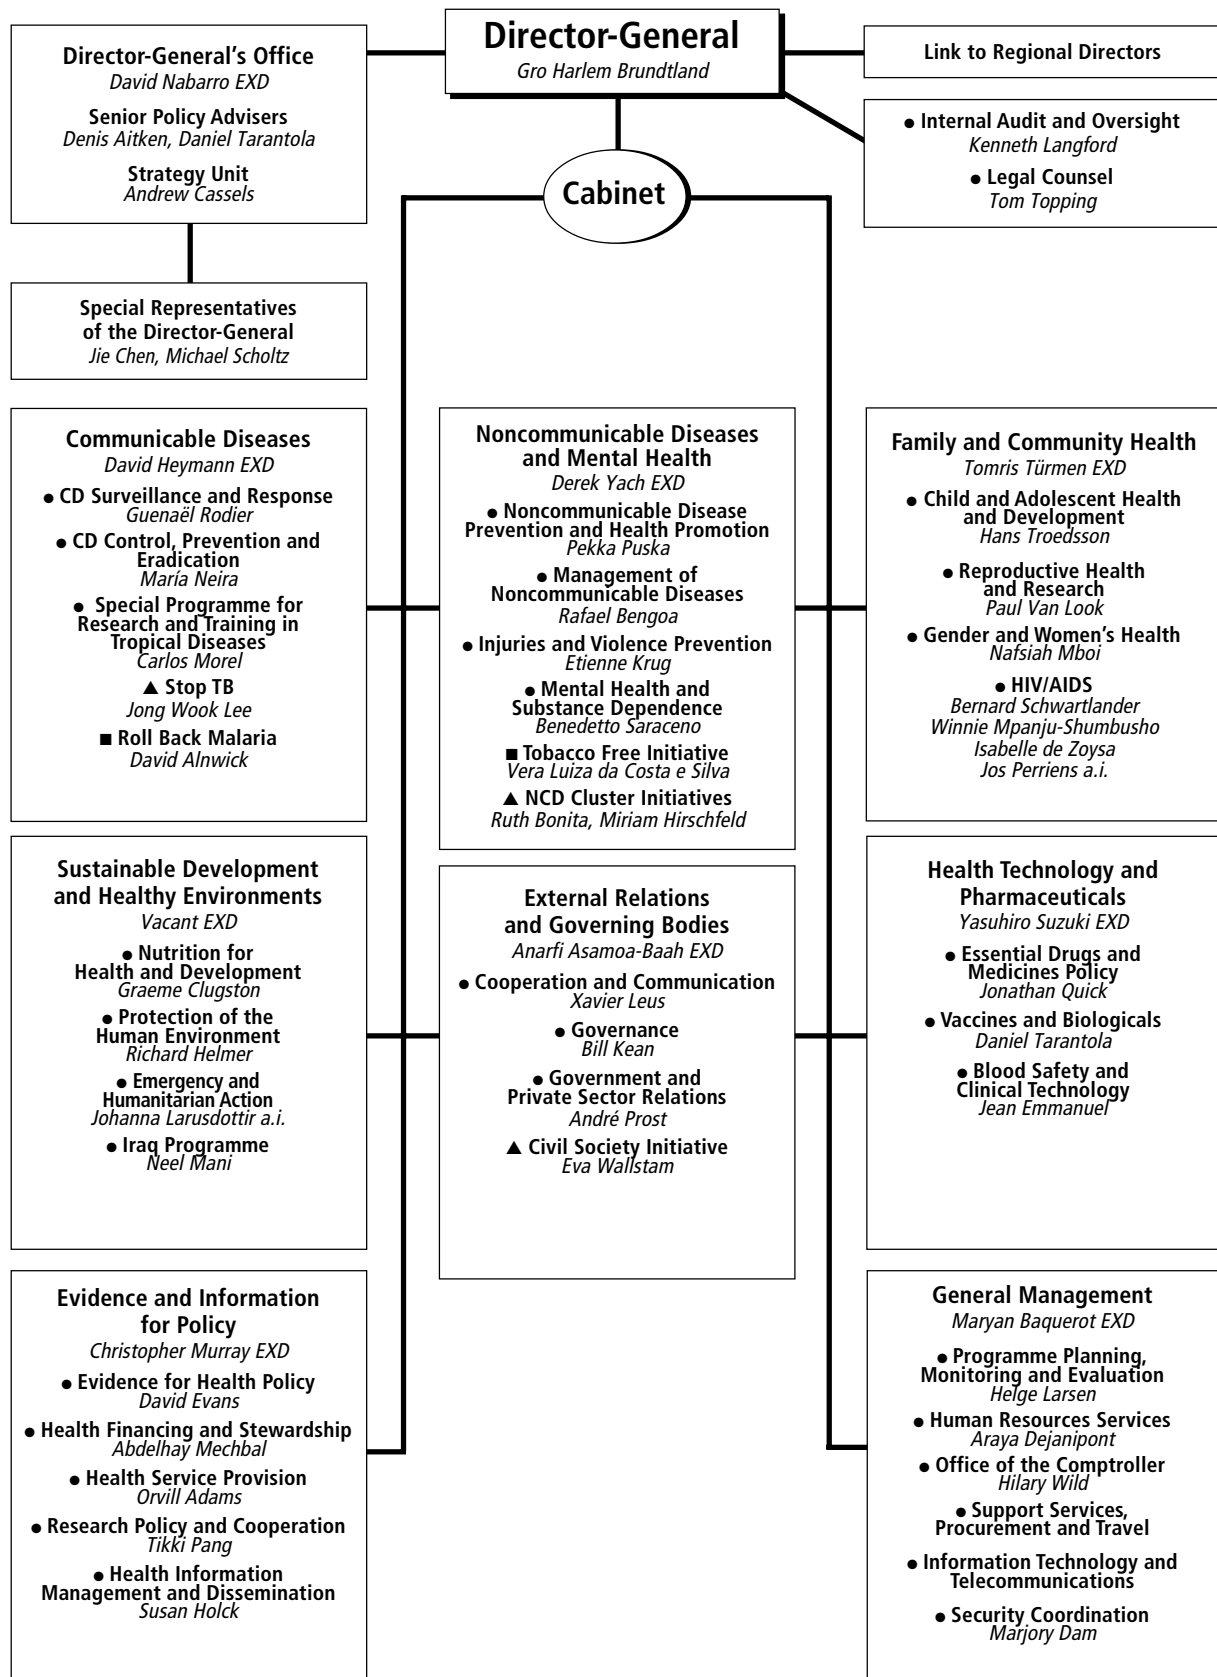 Director-General's Office
David Nabarro EXD
Senior Policy Advisers
Denis Aitken, Daniel Tarantola
Strategy Unit
Andrew Cassels
Director-General
Gro Harlem Brundtland
Link to Regional Directors
● Internal Audit and Oversight
Kenneth Langford
● Legal Counsel
Tom Topping
Cabinet
Special Representatives
of the Director-General
Jie Chen, Michael Scholtz
Communicable Diseases
David Heymann EXD
● CD Surveillance and Response
Guenaël Rodier
● CD Control, Prevention and
Eradication
María Neira
● Special Programme for
Research and Training in
Tropical Diseases
Carlos Morel
▲ Stop TB
Jong Wook Lee
■ Roll Back Malaria
David Alnwick
Noncommunicable Diseases
and Mental Health
Derek Yach EXD
● Noncommunicable Disease
Prevention and Health Promotion
Pekka Puska
● Management of
Noncommunicable Diseases
Rafael Bengoa
● Injuries and Violence Prevention
Etienne Krug
● Mental Health and
Substance Dependence
Benedetto Saraceno
■ Tobacco Free Initiative
Vera Luiza da Costa e Silva
▲ NCD Cluster Initiatives
Ruth Bonita, Miriam Hirschfeld
Family and Community Health
Tomris Türmen EXD
● Child and Adolescent Health
and Development
Hans Troedsson
● Reproductive Health
and Research
Paul Van Look
● Gender and Women's Health
Nafsiah Mboi
● HIV/AIDS
Bernard Schwartlander
Winnie Mpanju-Shumbusho
Isabelle de Zoysa
Jos Perriens a.i.
Sustainable Development
and Healthy Environments
Vacant EXD
● Nutrition for
Health and Development
Graeme Clugston
● Protection of the
Human Environment
Richard Helmer
● Emergency and
Humanitarian Action
Johanna Larusdottir a.i.
● Iraq Programme
Neel Mani
External Relations
and Governing Bodies
Anarfi Asamoa-Baah EXD
● Cooperation and Communication
Xavier Leus
● Governance
Bill Kean
● Government and
Private Sector Relations
André Prost
▲ Civil Society Initiative
Eva Wallstam
Health Technology and
Pharmaceuticals
Yasuhiro Suzuki EXD
● Essential Drugs and
Medicines Policy
Jonathan Quick
● Vaccines and Biologicals
Daniel Tarantola
● Blood Safety and
Clinical Technology
Jean Emmanuel
Evidence and Information
for Policy
Christopher Murray EXD
● Evidence for Health Policy
David Evans
● Health Financing and Stewardship
Abdelhay Mechbal
● Health Service Provision
Orvill Adams
● Research Policy and Cooperation
Tikki Pang
● Health Information
Management and Dissemination
Susan Holck
General Management
Maryan Baquerot EXD
● Programme Planning,
Monitoring and Evaluation
Helge Larsen
● Human Resources Services
Araya Dejanipont
● Office of the Comptroller
Hilary Wild
● Support Services,
Procurement and Travel
● Information Technology and
Telecommunications
● Security Coordination
Marjory Dam